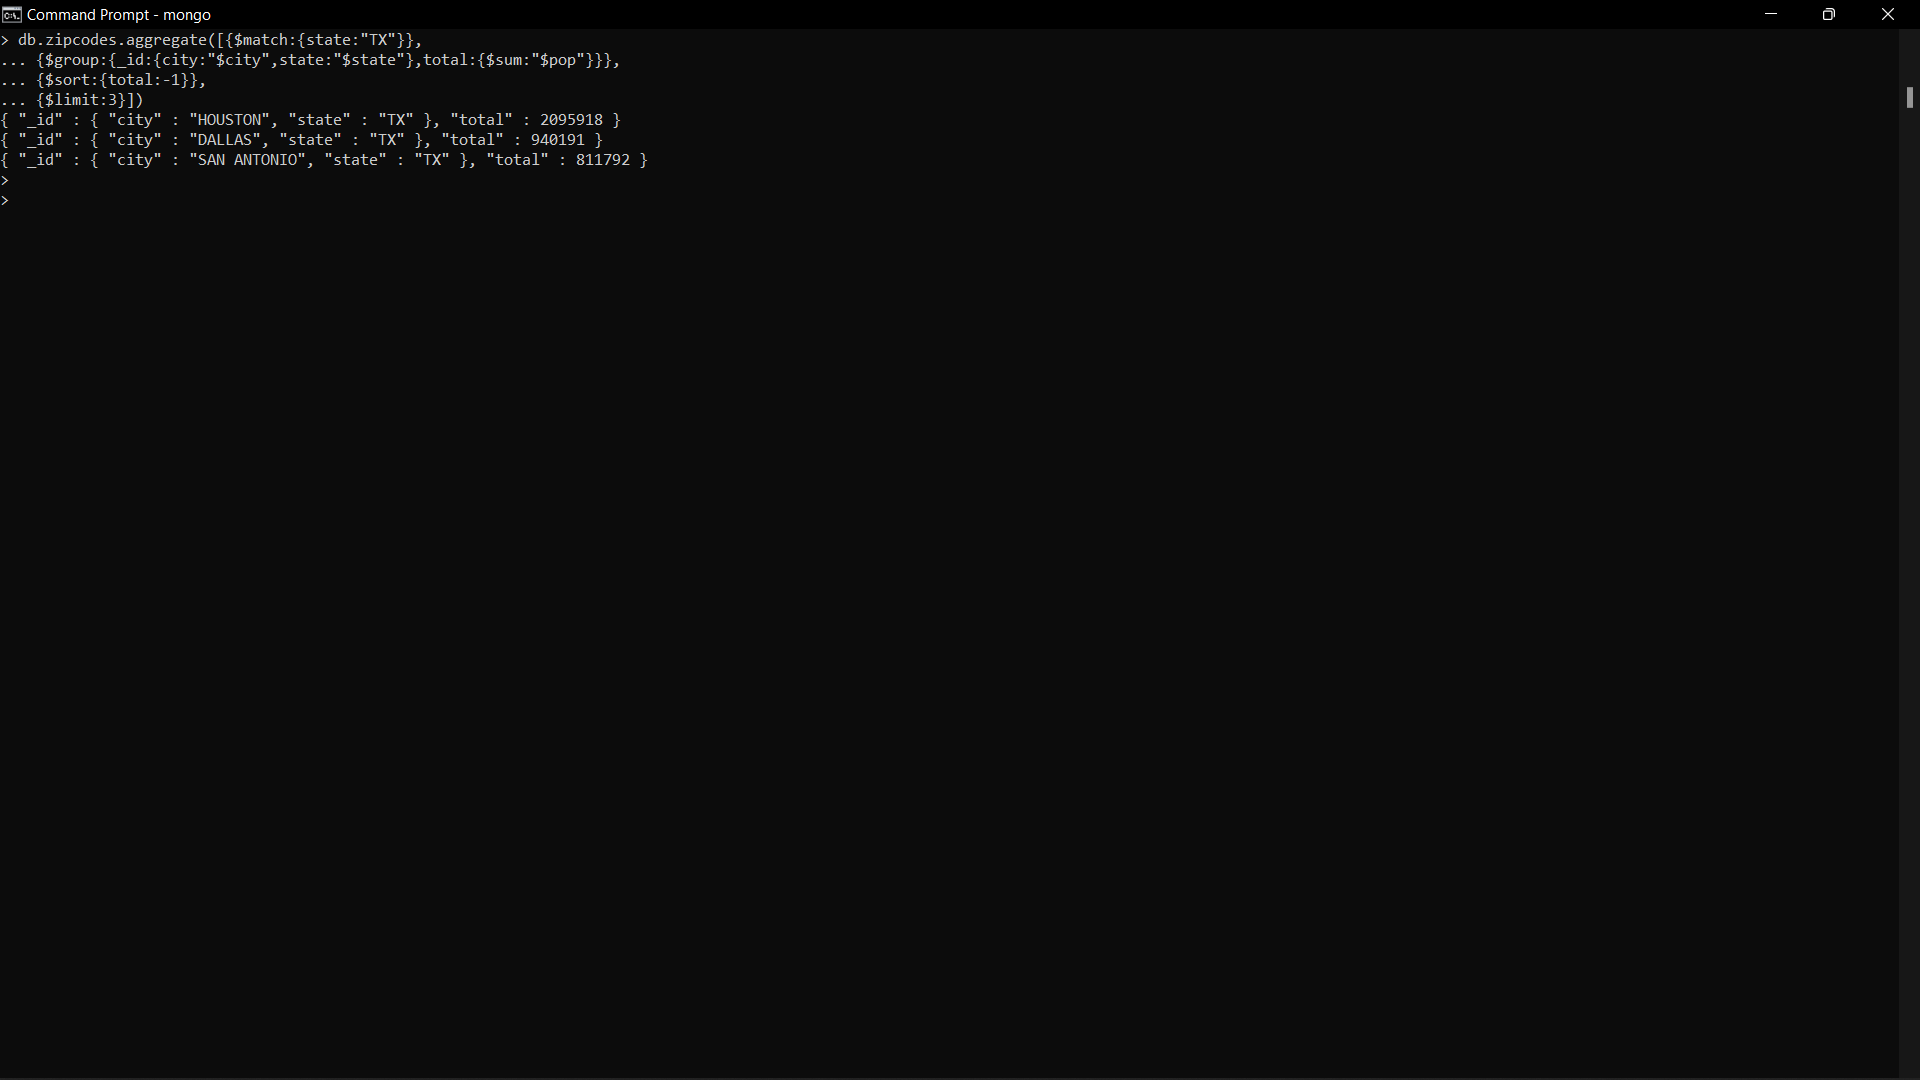 Command Prompt - mongo
> db.zipcodes.aggregate([{$match:{state:"TX"}},
... {$group:{_id:{city:"$city",state:"$state"},total:{$sum:"$pop"}}},
... {$sort:{total:-1}},
... {$limit:3}])
{ "_id" : { "city" : "HOUSTON", "state" : "TX" }, "total" : 2095918 }
{ "_id" : { "city" : "DALLAS", "state" : "TX" }, "total" : 940191 }
{ "_id" : { "city" : "SAN ANTONIO", "state" : "TX" }, "total" : 811792 }
>
>